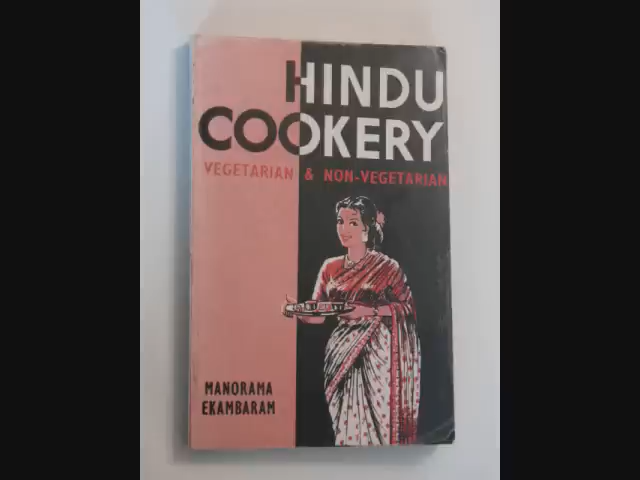 HINDU
COOKERY
VEGETARIAN & NON-VEGETARIAN
MANORAMA
EKAMBARAM